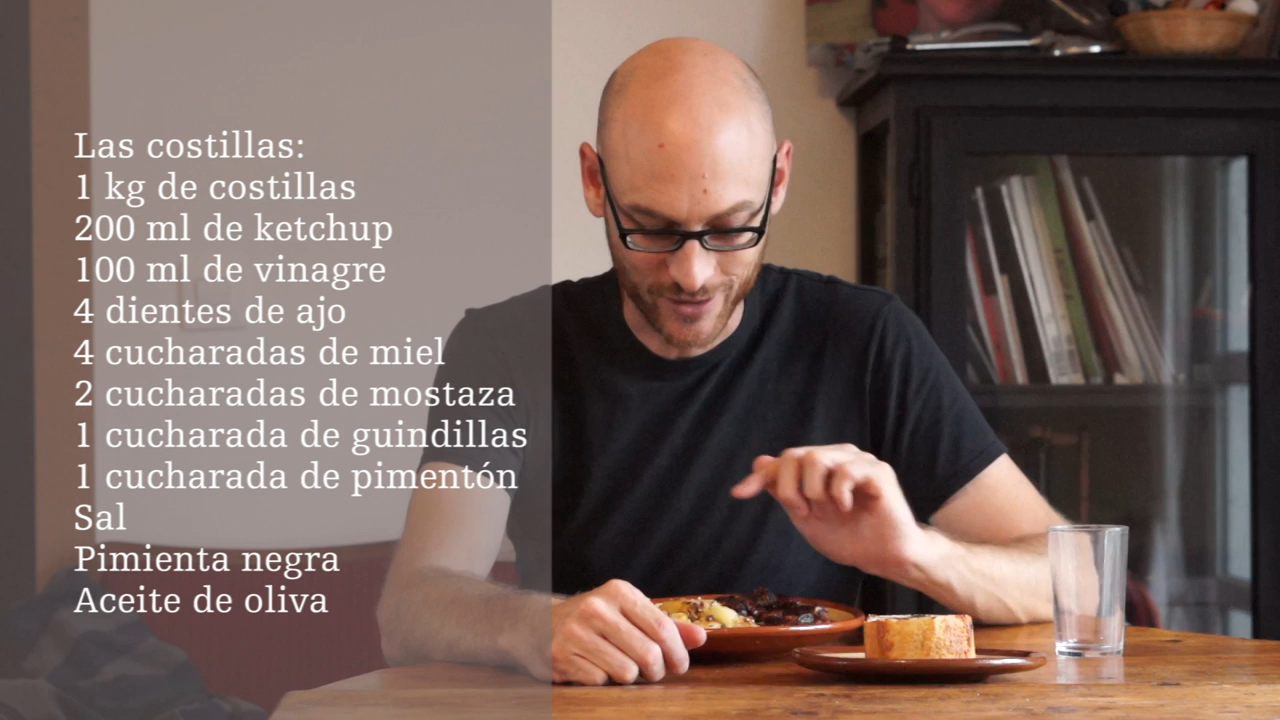 Las costillas:
1 kg de costillas
200 ml de ketchup
100 ml de vinagre
4 dientes de ajo
4 cucharadas de miel
2 cucharadas de mostaza
1 cucharada de guindillas
1 cucharada de pimentón
Sal
Pimienta negra
Aceite de oliva